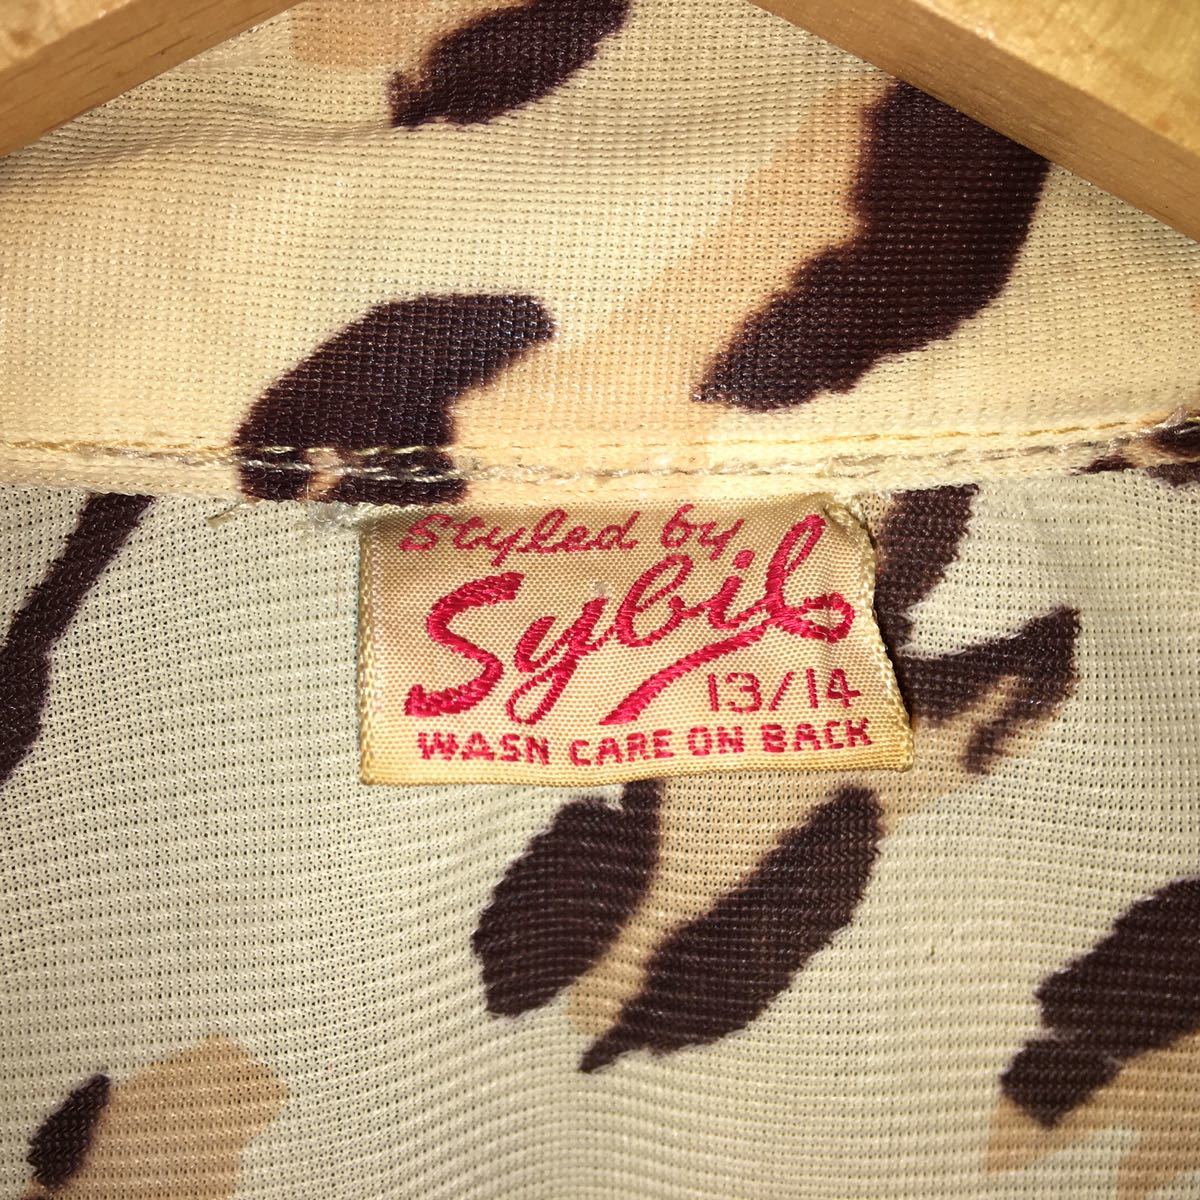 Styled by
Sybil
13/14
WASN CARE ON BACK